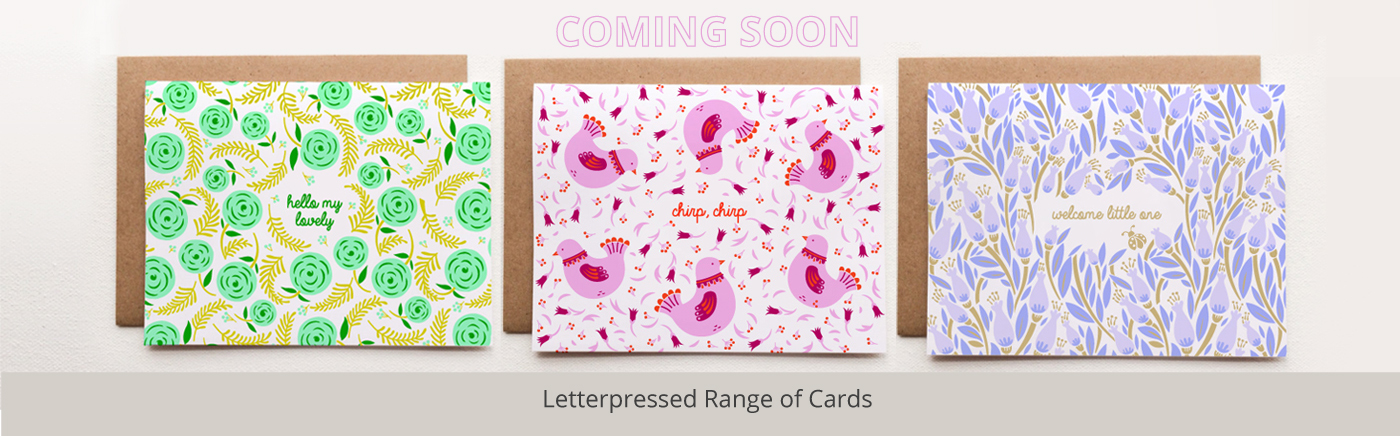 COMING SOON
hello my
lovely
chirp, chirp
welcome little one
Letterpressed Range of Cards